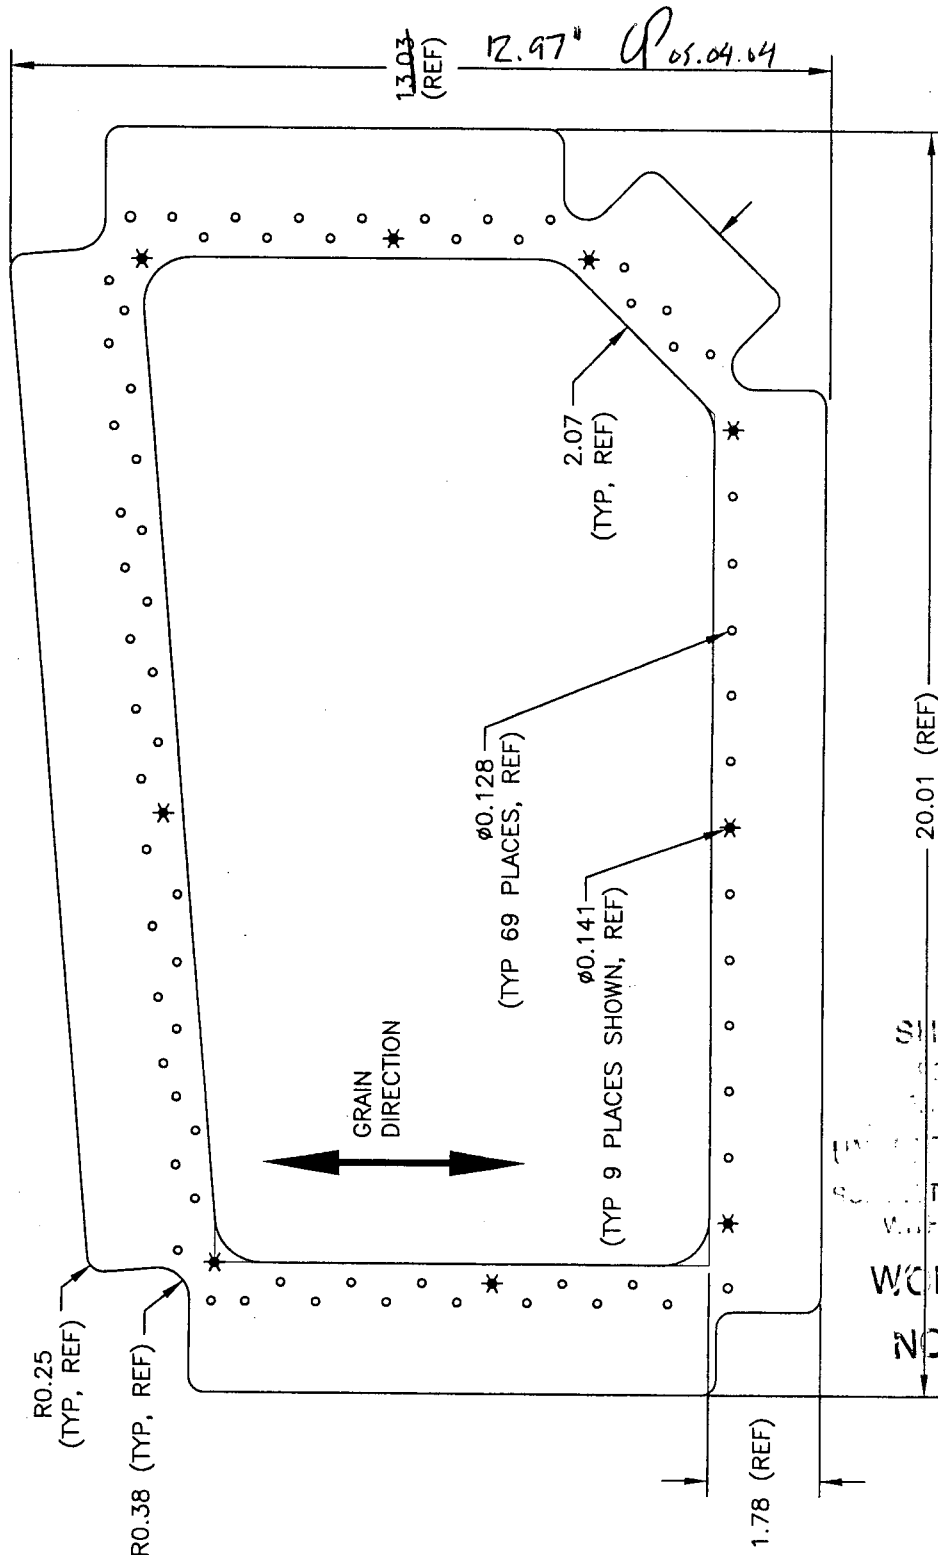 13.03
(REF)
12.97" 05.04.04
2.07
(TYP, REF)
ø0.128
(TYP 69 PLACES, REF)
ø0.141
(TYP 9 PLACES SHOWN, REF)
GRAIN
DIRECTION
20.01 (REF)
R0.25
(TYP, REF)
R0.38 (TYP, REF)
1.78 (REF)